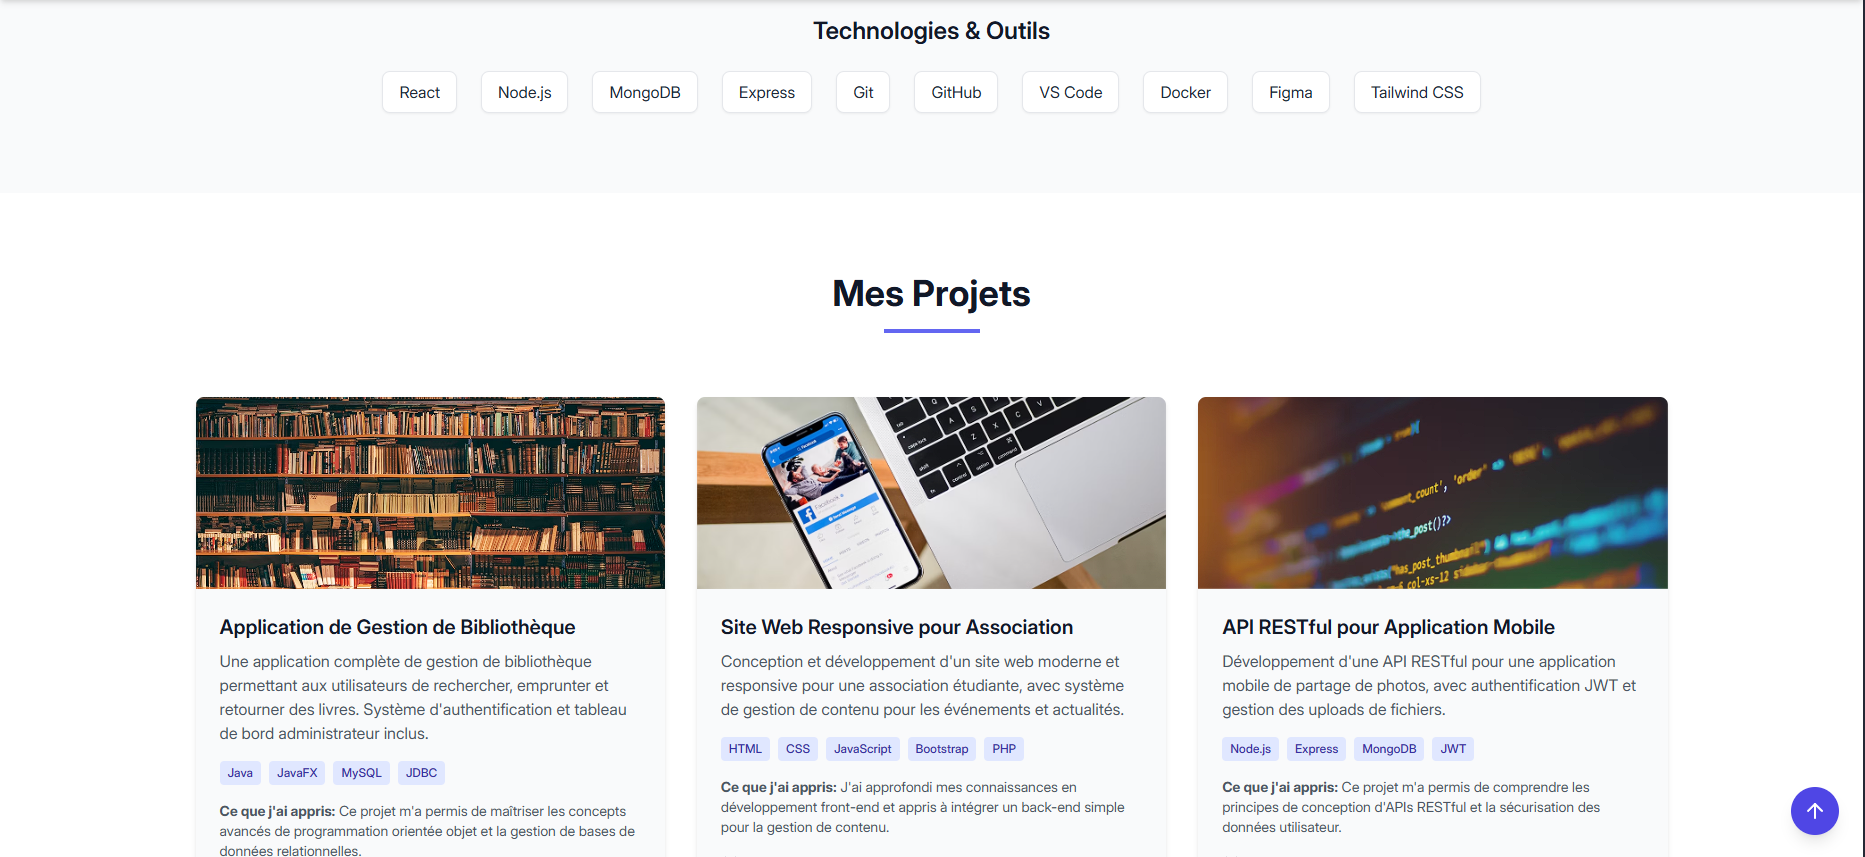 Technologies & Outils
React
Node.js
MongoDB
Express
Git
GitHub
VS Code
Docker
Figma
Tailwind CSS
Mes Projets
Application de Gestion de Bibliothèque
Une application complète de gestion de bibliothèque
permettant aux utilisateurs de rechercher, emprunter et
retourner des livres. Système d'authentification et tableau
de bord administrateur inclus.
Java
JavaFX
MySQL
JDBC
Ce que j'ai appris: Ce projet m'a permis de maîtriser les concepts
avancés de programmation orientée objet et la gestion de bases de
données relationnelles.
Facebook
Site Web Responsive pour Association
Conception et développement d'un site web moderne et
responsive pour une association étudiante, avec système
de gestion de contenu pour les événements et actualités.
HTML
CSS
JavaScript
Bootstrap
PHP
Ce que j'ai appris: J'ai approfondi mes connaissances en
développement front-end et appris à intégrer un back-end simple
pour la gestion de contenu.
'order'
the_post()?>
"has_post_thumbnail"
col-xs-12
API RESTful pour Application Mobile
Développement d'une API RESTful pour une application
mobile de partage de photos, avec authentification JWT et
gestion des uploads de fichiers.
Node.js
Express
MongoDB
JWT
Ce que j'ai appris: Ce projet m'a permis de comprendre les
principes de conception d'APIs RESTful et la sécurisation des
données utilisateur.